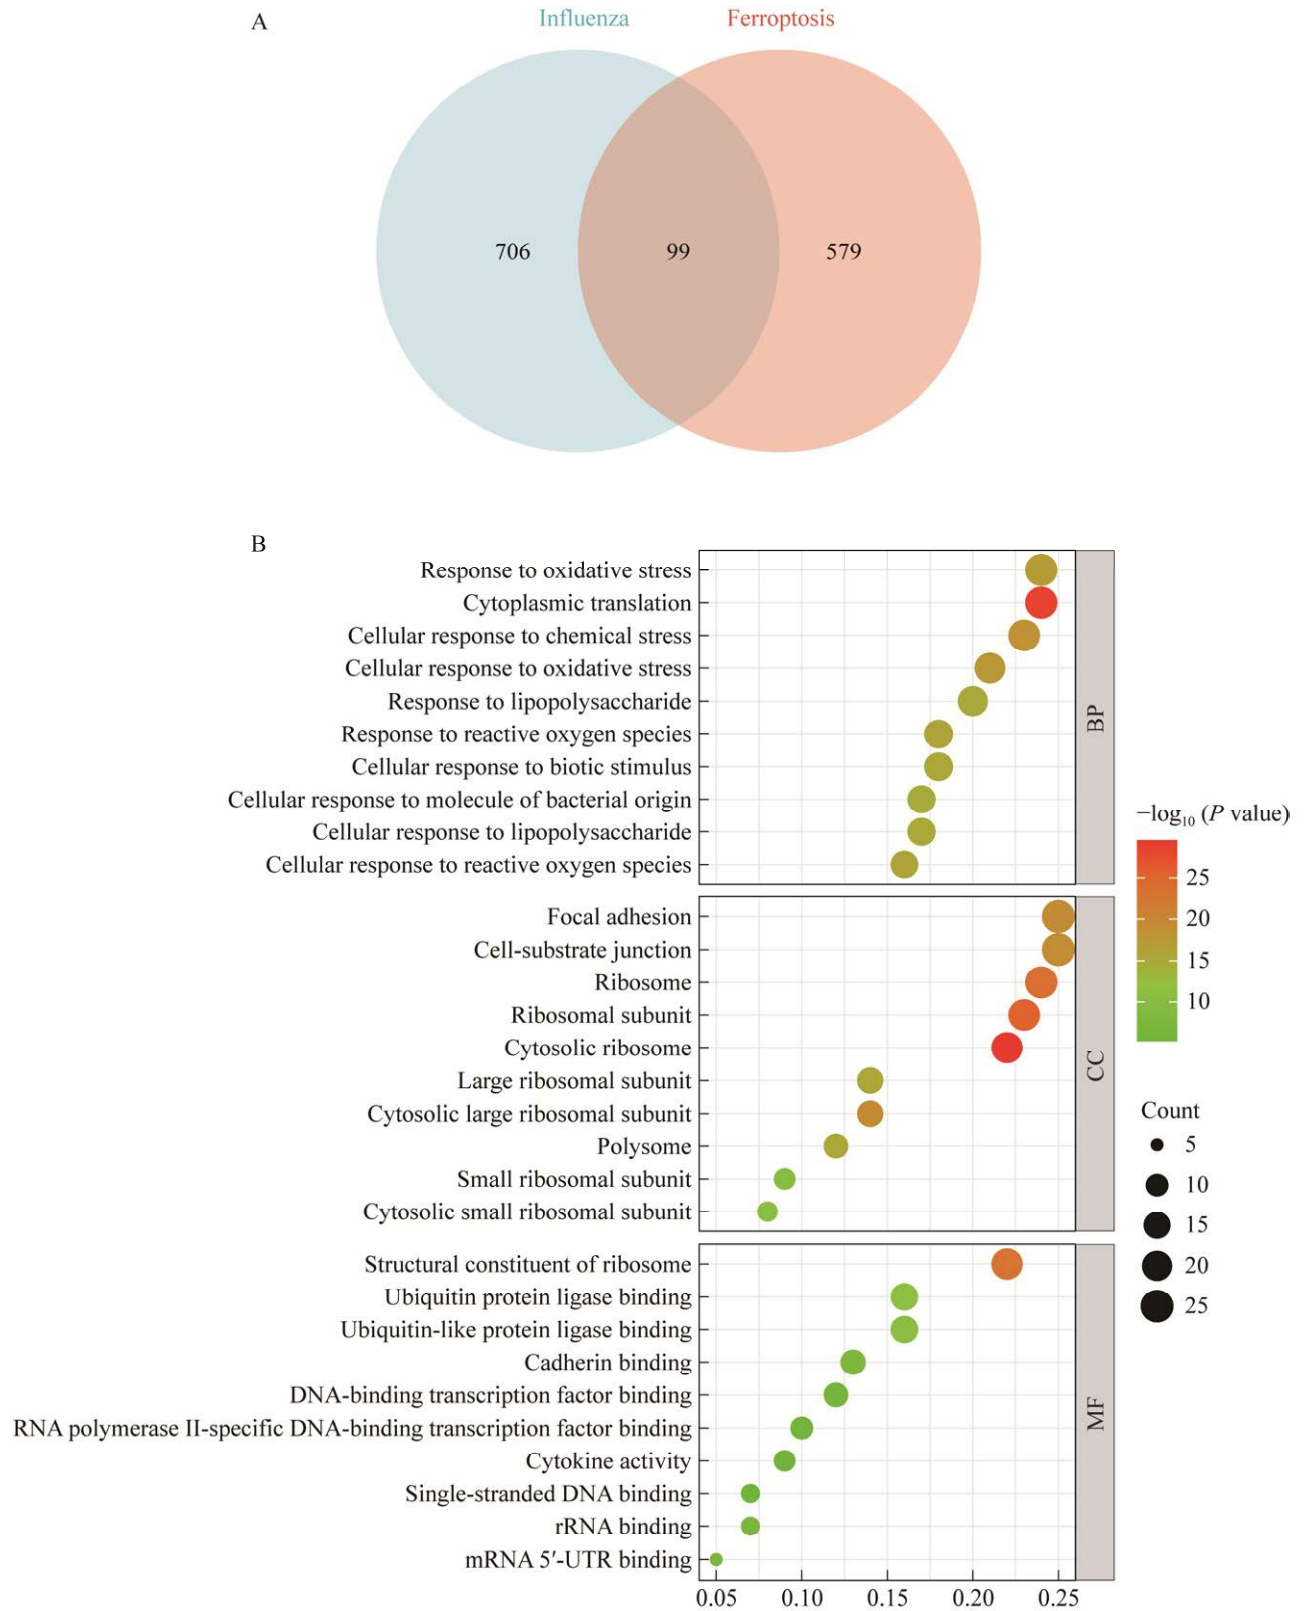 A
Influenza
Ferroptosis
706
99
579
B
Response to oxidative stress
Cytoplasmic translation
Cellular response to chemical stress
Cellular response to oxidative stress
Response to lipopolysaccharide
Response to reactive oxygen species
Cellular response to biotic stimulus
Cellular response to molecule of bacterial origin
Cellular response to lipopolysaccharide
Cellular response to reactive oxygen species
BP
Focal adhesion
Cell-substrate junction
Ribosome
Ribosomal subunit
Cytosolic ribosome
Large ribosomal subunit
Cytosolic large ribosomal subunit
Polysome
Small ribosomal subunit
Cytosolic small ribosomal subunit
CC
Structural constituent of ribosome
Ubiquitin protein ligase binding
Ubiquitin-like protein ligase binding
Cadherin binding
DNA-binding transcription factor binding
RNA polymerase II-specific DNA-binding transcription factor binding
Cytokine activity
Single-stranded DNA binding
rRNA binding
mRNA 5′-UTR binding
MF
0.05 0.10 0.15 0.20 0.25
−log₁₀ (P value)
25
20
15
10
Count
5
10
15
20
25